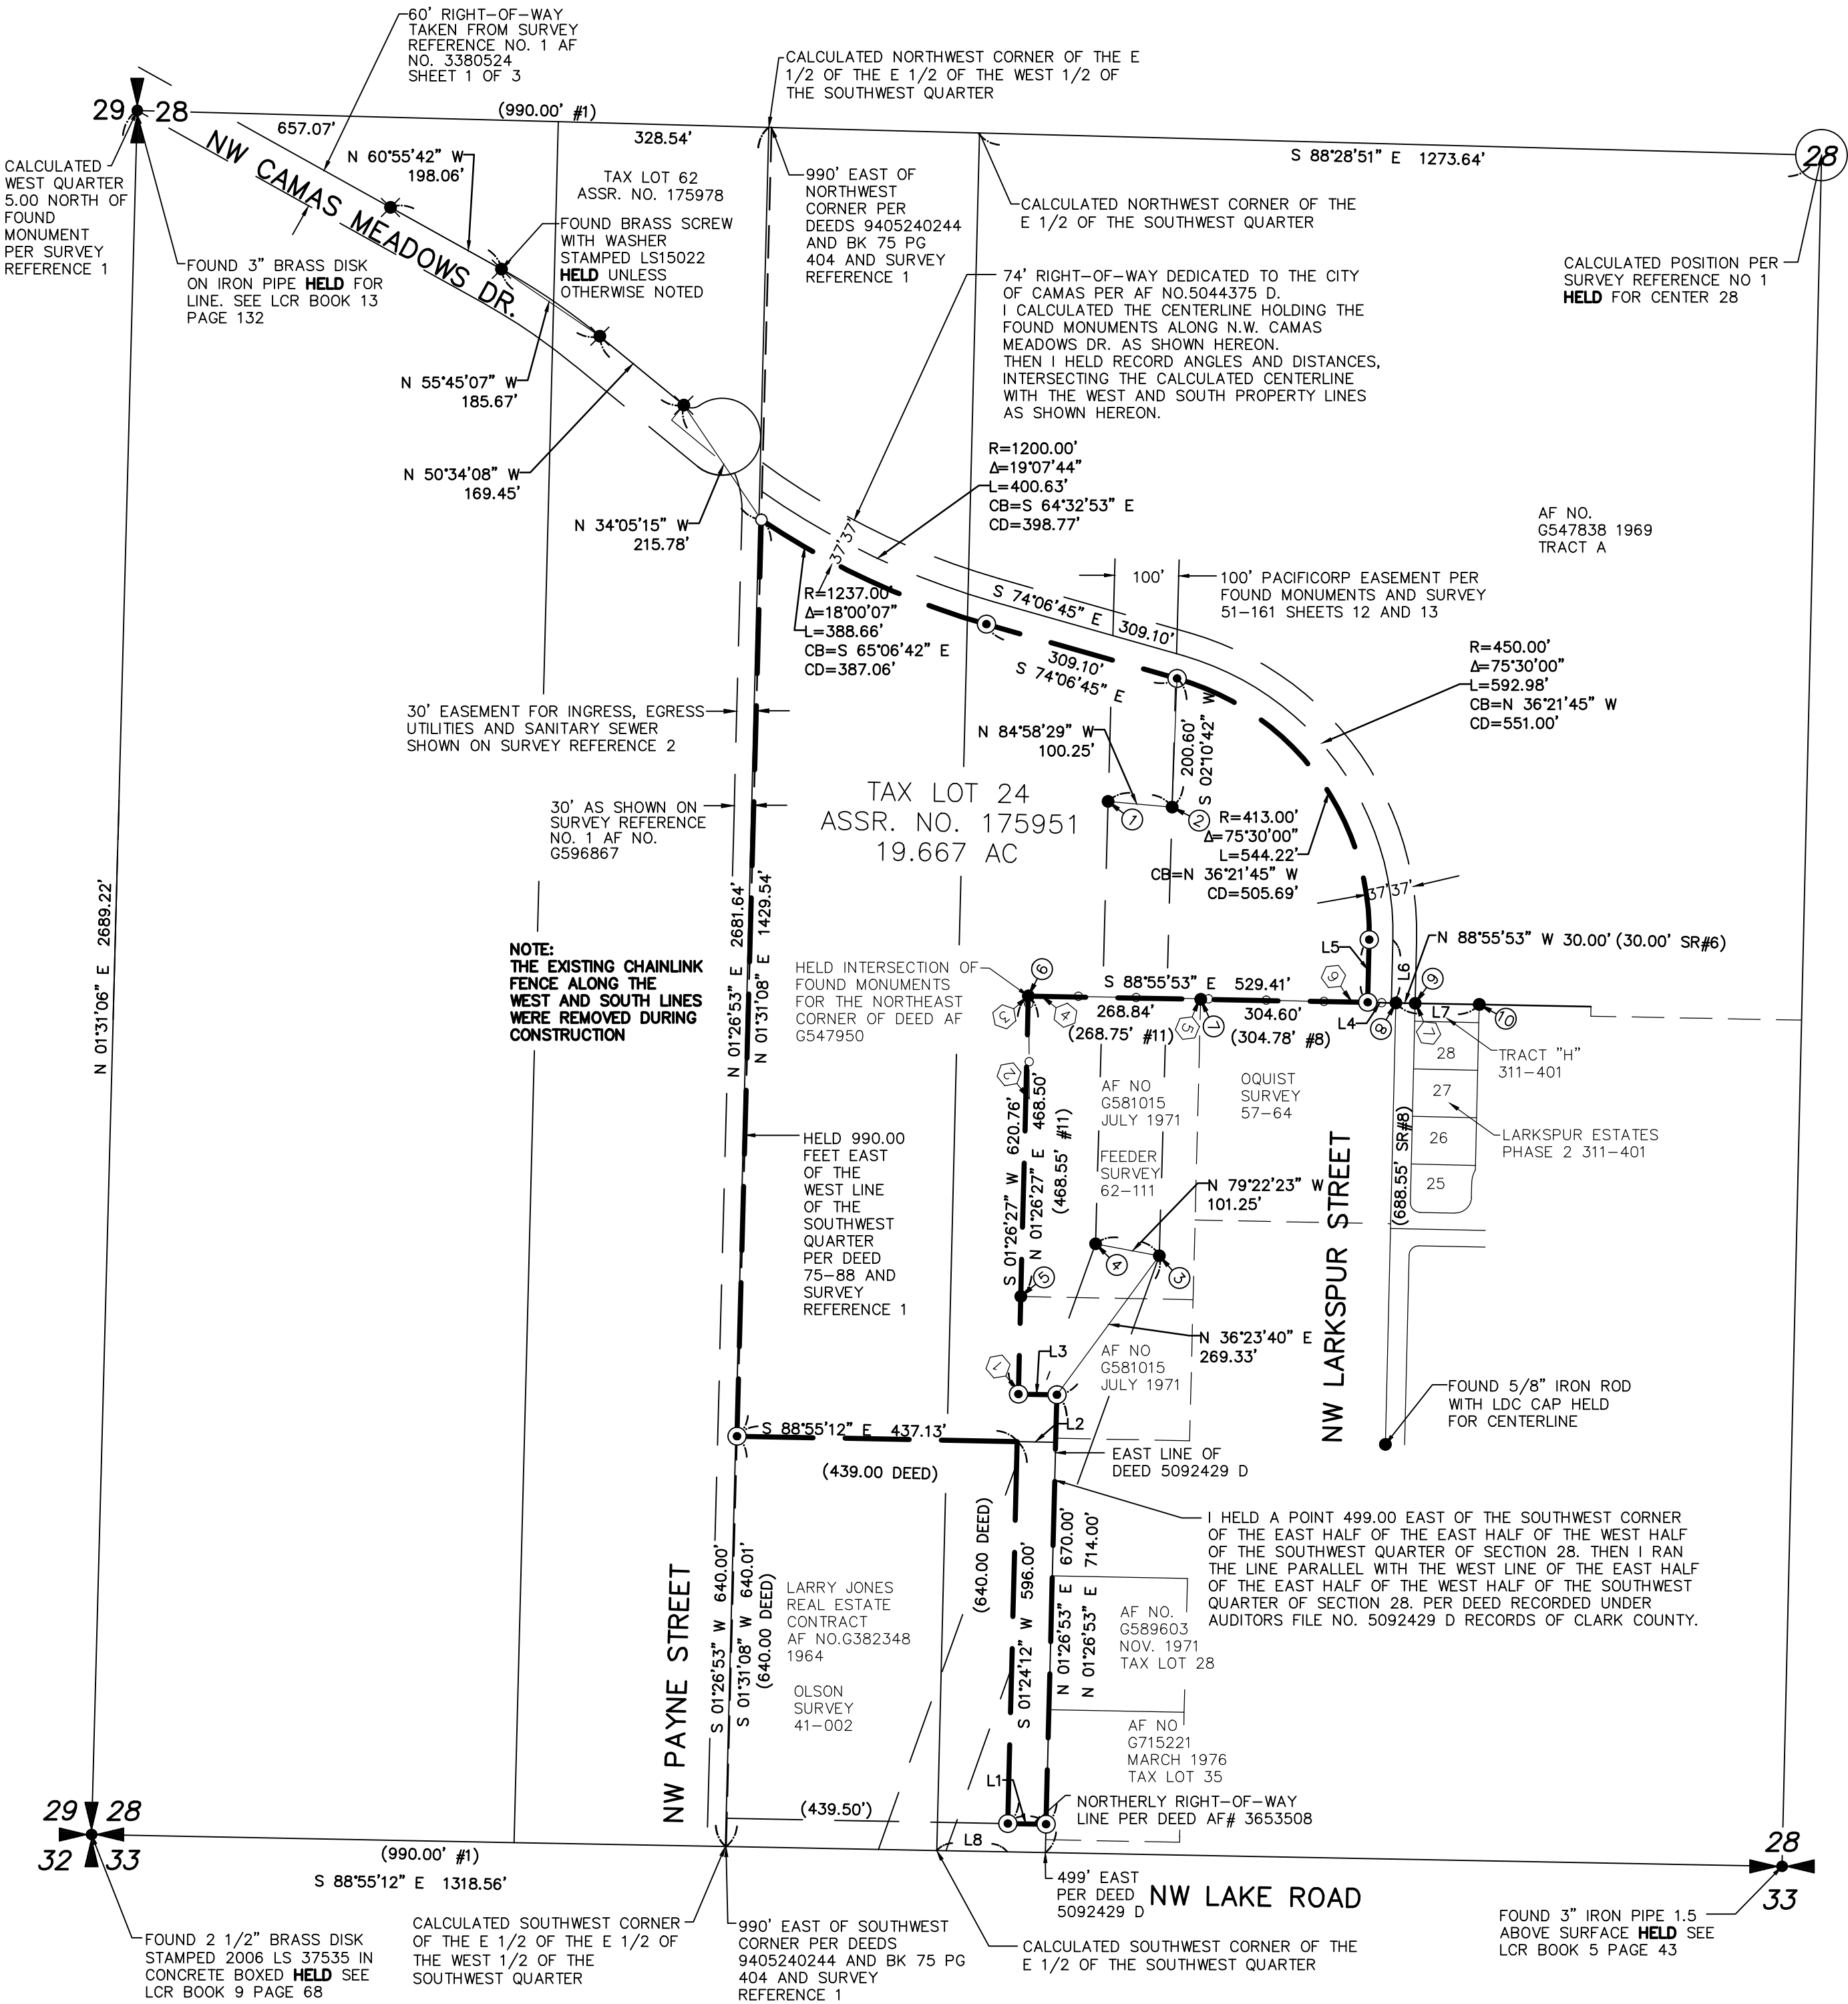 60' RIGHT-OF-WAY
TAKEN FROM SURVEY
REFERENCE NO. 1 AF
NO. 3380524
SHEET 1 OF 3
CALCULATED NORTHWEST CORNER OF THE E
1/2 OF THE E 1/2 OF THE WEST 1/2 OF
THE SOUTHWEST QUARTER
29 28
(990.00' #1)
657.07'
328.54'
S 88°28'51" E 1273.64'
28
NW CAMAS MEADOWS DR.
N 60°55'42" W
198.06'
TAX LOT 62
ASSR. NO. 175978
CALCULATED
WEST QUARTER
5.00 NORTH OF
FOUND
MONUMENT
PER SURVEY
REFERENCE 1
FOUND 3" BRASS DISK
ON IRON PIPE HELD FOR
LINE. SEE LCR BOOK 13
PAGE 132
FOUND BRASS SCREW
WITH WASHER
STAMPED LS15022
HELD UNLESS
OTHERWISE NOTED
990' EAST OF
NORTHWEST
CORNER PER
DEEDS 9405240244
AND BK 75 PG
404 AND SURVEY
REFERENCE 1
CALCULATED NORTHWEST CORNER OF THE
E 1/2 OF THE SOUTHWEST QUARTER
CALCULATED POSITION PER
SURVEY REFERENCE NO 1
HELD FOR CENTER 28
74' RIGHT-OF-WAY DEDICATED TO THE CITY
OF CAMAS PER AF NO.5044375 D.
I CALCULATED THE CENTERLINE HOLDING THE
FOUND MONUMENTS ALONG N.W. CAMAS
MEADOWS DR. AS SHOWN HEREON.
THEN I HELD RECORD ANGLES AND DISTANCES,
INTERSECTING THE CALCULATED CENTERLINE
WITH THE WEST AND SOUTH PROPERTY LINES
AS SHOWN HEREON.
N 55°45'07" W
185.67'
N 50°34'08" W
169.45'
N 34°05'15" W
215.78'
R=1200.00'
Δ=19°07'44"
L=400.63'
CB=S 64°32'53" E
CD=398.77'
37'37'
R=1237.00'
Δ=18°00'07"
L=388.66'
CB=S 65°06'42" E
CD=387.06'
AF NO.
G547838 1969
TRACT A
100'
100' PACIFICORP EASEMENT PER
FOUND MONUMENTS AND SURVEY
51-161 SHEETS 12 AND 13
S 74°06'45" E 309.10'
309.10'
S 74°06'45" E
R=450.00'
Δ=75°30'00"
L=592.98'
CB=N 36°21'45" W
CD=551.00'
30' EASEMENT FOR INGRESS, EGRESS
UTILITIES AND SANITARY SEWER
SHOWN ON SURVEY REFERENCE 2
N 84°58'29" W
100.25'
200.60'
S 02°10'42" W
1
2
TAX LOT 24
ASSR. NO. 175951
19.667 AC
30' AS SHOWN ON
SURVEY REFERENCE
NO. 1 AF NO.
G596867
R=413.00'
Δ=75°30'00"
L=544.22'
CB=N 36°21'45" W
CD=505.69'
37'37'
N 01°31'06" E 2689.22'
N 01°26'53" E 2681.64'
N 01°31'08" E 1429.54'
NOTE:
THE EXISTING CHAINLINK
FENCE ALONG THE
WEST AND SOUTH LINES
WERE REMOVED DURING
CONSTRUCTION
HELD INTERSECTION OF
FOUND MONUMENTS
FOR THE NORTHEAST
CORNER OF DEED AF
G547950
6
3
4
S 88°55'53" E 529.41'
268.84'
(268.75' #11)
5
7
304.60'
(304.78' #8)
6
L5
L4
L6
N 88°55'53" W 30.00' (30.00' SR#6)
9
L7
8
7
10
28
27
26
25
TRACT "H"
311-401
LARKSPUR ESTATES
PHASE 2 311-401
2
S 01°26'27" W 620.76'
N 01°26'27" E 468.50'
(468.55' #11)
AF NO
G581015
JULY 1971
OQUIST
SURVEY
57-64
FEEDER
SURVEY
62-111
N 79°22'23" W
101.25'
(688.55' SR#8)
NW LARKSPUR STREET
HELD 990.00
FEET EAST
OF THE
WEST LINE
OF THE
SOUTHWEST
QUARTER
PER DEED
75-88 AND
SURVEY
REFERENCE 1
4
3
5
N 36°23'40" E
269.33'
AF NO
G581015
JULY 1971
1
L3
FOUND 5/8" IRON ROD
WITH LDC CAP HELD
FOR CENTERLINE
S 88°55'12" E 437.13'
L2
(439.00 DEED)
EAST LINE OF
DEED 5092429 D
I HELD A POINT 499.00 EAST OF THE SOUTHWEST CORNER
OF THE EAST HALF OF THE EAST HALF OF THE WEST HALF
OF THE SOUTHWEST QUARTER OF SECTION 28. THEN I RAN
THE LINE PARALLEL WITH THE WEST LINE OF THE EAST HALF
OF THE EAST HALF OF THE WEST HALF OF THE SOUTHWEST
QUARTER OF SECTION 28. PER DEED RECORDED UNDER
AUDITORS FILE NO. 5092429 D RECORDS OF CLARK COUNTY.
NW PAYNE STREET
S 01°26'53" W 640.00'
S 01°31'08" W 640.01'
(640.00 DEED)
LARRY JONES
REAL ESTATE
CONTRACT
AF NO.G382348
1964
OLSON
SURVEY
41-002
(640.00 DEED)
S 01°24'12" W 596.00'
N 01°26'53" E 670.00'
N 01°26'53" E 714.00'
AF NO.
G589603
NOV. 1971
TAX LOT 28
AF NO
G715221
MARCH 1976
TAX LOT 35
L1
NORTHERLY RIGHT-OF-WAY
LINE PER DEED AF# 3653508
(439.50')
L8
29 28
32 33
(990.00' #1)
S 88°55'12" E 1318.56'
499' EAST
PER DEED
5092429 D
NW LAKE ROAD
28
33
FOUND 2 1/2" BRASS DISK
STAMPED 2006 LS 37535 IN
CONCRETE BOXED HELD SEE
LCR BOOK 9 PAGE 68
CALCULATED SOUTHWEST CORNER
OF THE E 1/2 OF THE E 1/2 OF
THE WEST 1/2 OF THE
SOUTHWEST QUARTER
990' EAST OF SOUTHWEST
CORNER PER DEEDS
9405240244 AND BK 75 PG
404 AND SURVEY
REFERENCE 1
CALCULATED SOUTHWEST CORNER OF THE
E 1/2 OF THE SOUTHWEST QUARTER
FOUND 3" IRON PIPE 1.5
ABOVE SURFACE HELD SEE
LCR BOOK 5 PAGE 43